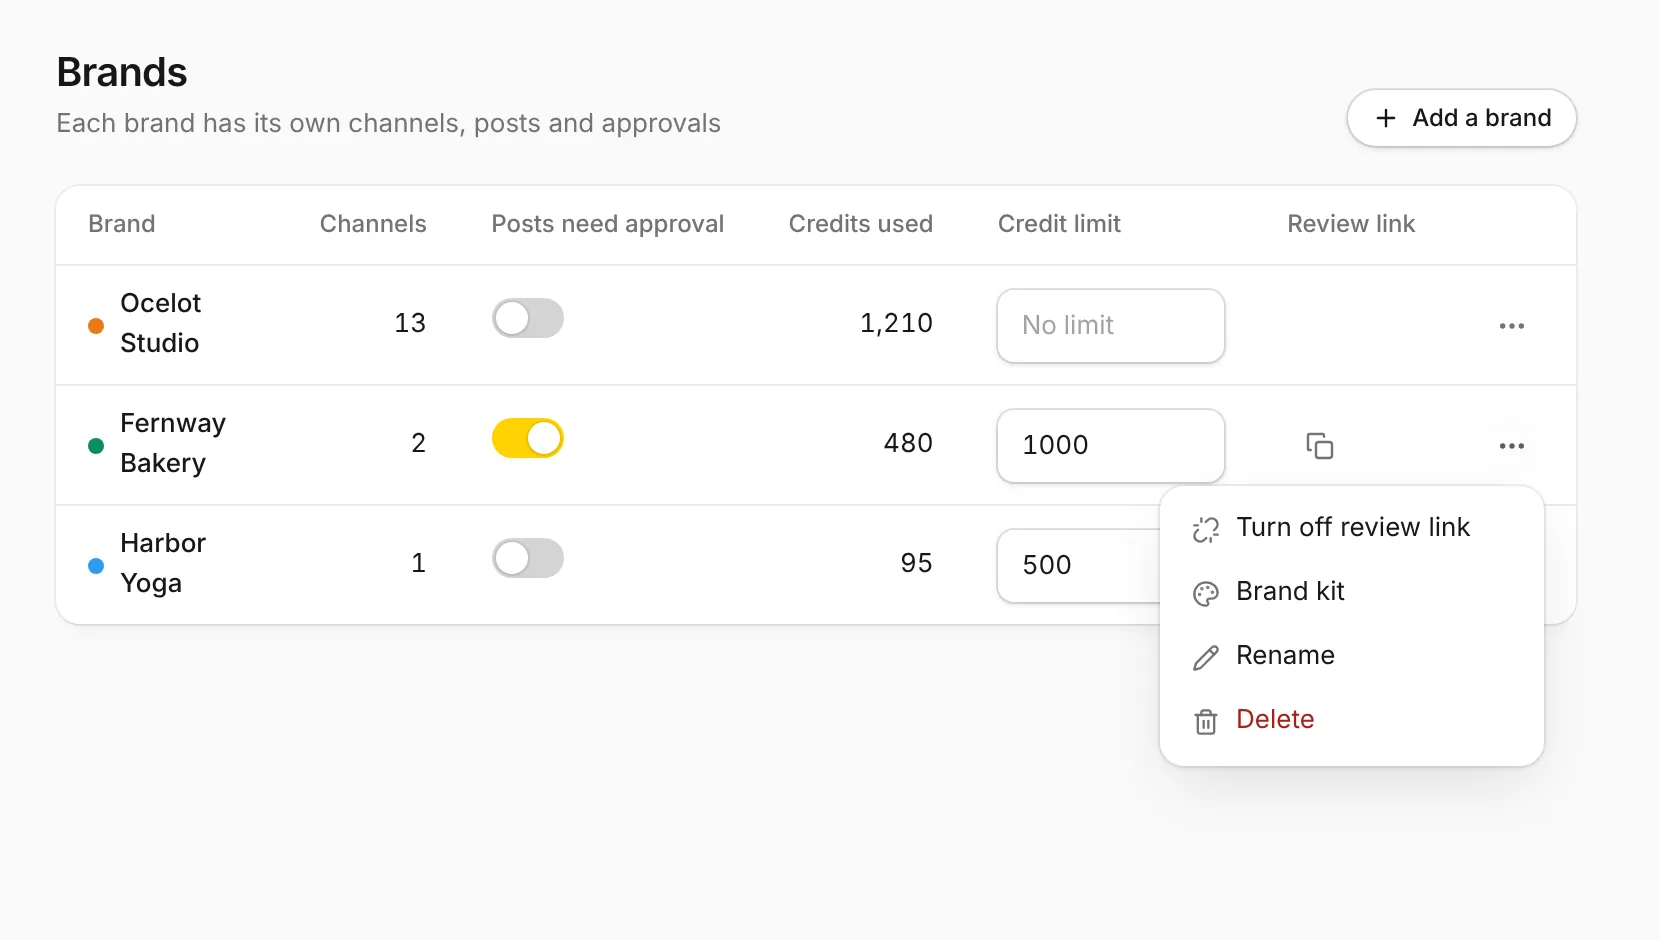 Brands
Each brand has its own channels, posts and approvals
+ Add a brand
Brand Channels Posts need approval Credits used Credit limit Review link
Ocelot
Studio
13 1,210 No limit
Fernway
Bakery
2 480 1000
Harbor
Yoga
1 95 500
Turn off review link
Brand kit
Rename
Delete